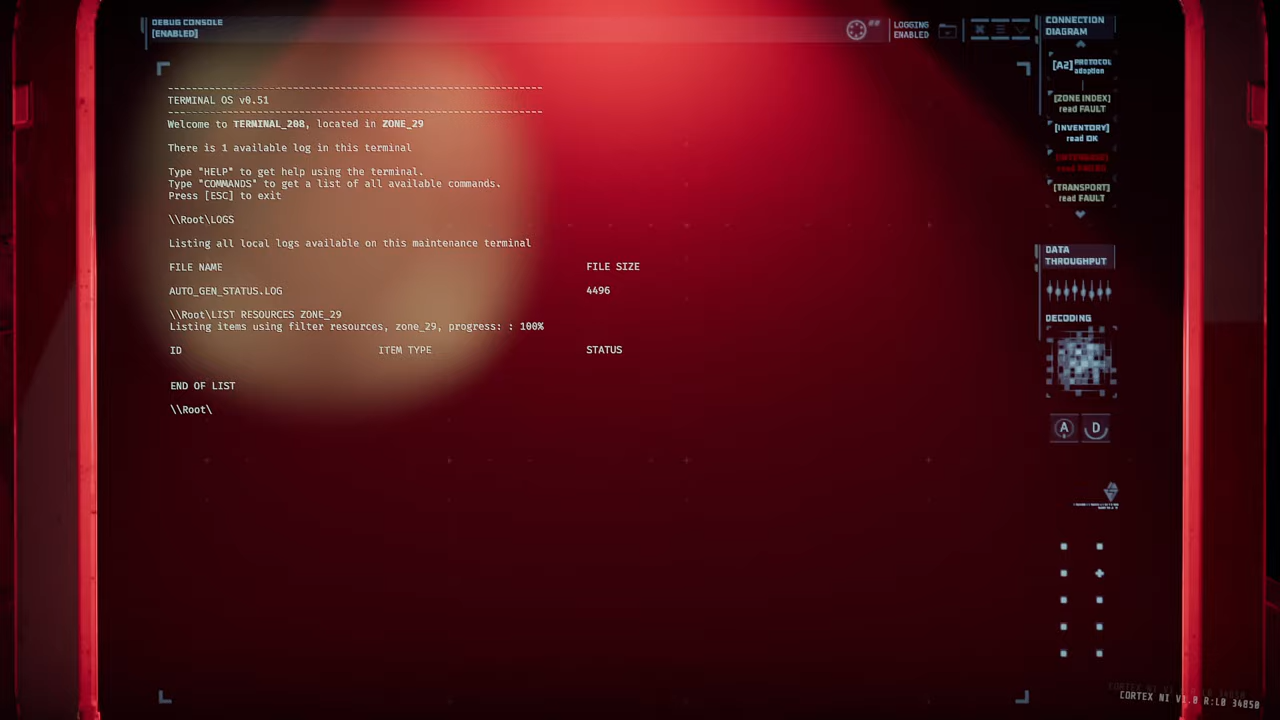 DEBUG CONSOLE
[ENABLED]
LOGGING
ENABLED
--------------------------------------------------------------
TERMINAL OS v0.51
--------------------------------------------------------------
Welcome to TERMINAL_208, located in ZONE_29
There is 1 available log in this terminal
Type "HELP" to get help using the terminal.
Type "COMMANDS" to get a list of all available commands.
Press [ESC] to exit
\\Root\LOGS
Listing all local logs available on this maintenance terminal
FILE NAME FILE SIZE
AUTO_GEN_STATUS.LOG 4496
\\Root\LIST RESOURCES ZONE_29
Listing items using filter resources, zone_29, progress: : 100%
ID ITEM TYPE STATUS
END OF LIST
\\Root\
CONNECTION
DIAGRAM
[A2] PROTOCOL
adaption
[ZONE INDEX]
read FAULT
[INVENTORY]
read OK
[TRANSPORT]
read FAULT
DATA
THROUGHPUT
DECODING
A D
CORTEX NI V1.0 R:L0 34850